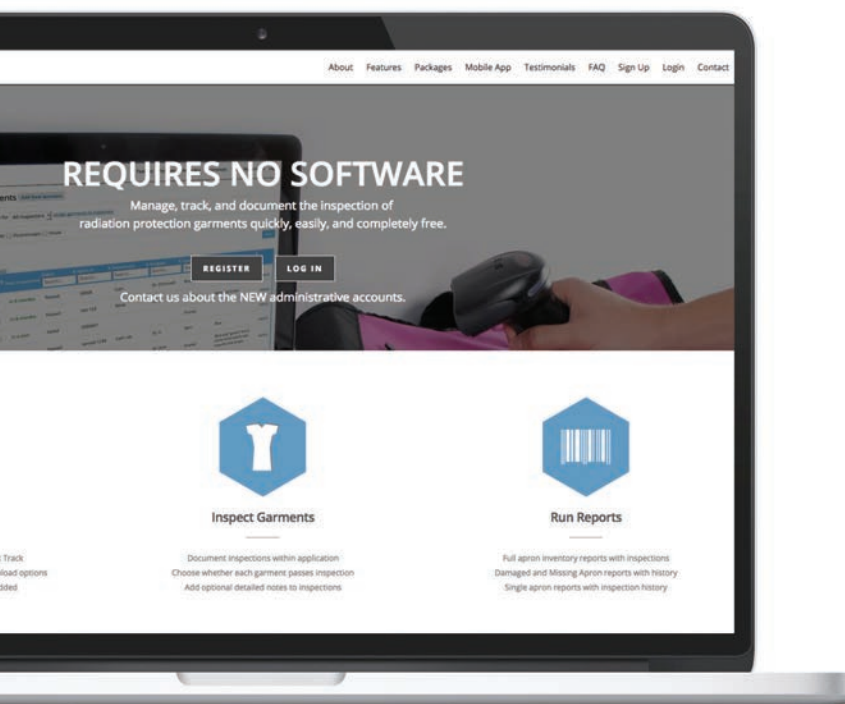 About Features Packages Mobile App Testimonials FAQ Sign Up Login Contact
REQUIRES NO SOFTWARE
Manage, track, and document the inspection of
radiation protection garments quickly, easily, and completely free.
REGISTER LOG IN
Contact us about the NEW administrative accounts.
Inspect Garments
Document inspections within application
Choose whether each garment passes inspection
Add optional detailed notes to inspections
Run Reports
Full apron inventory reports with inspections
Damaged and Missing Apron reports with history
Single apron reports with inspection history
Track
options